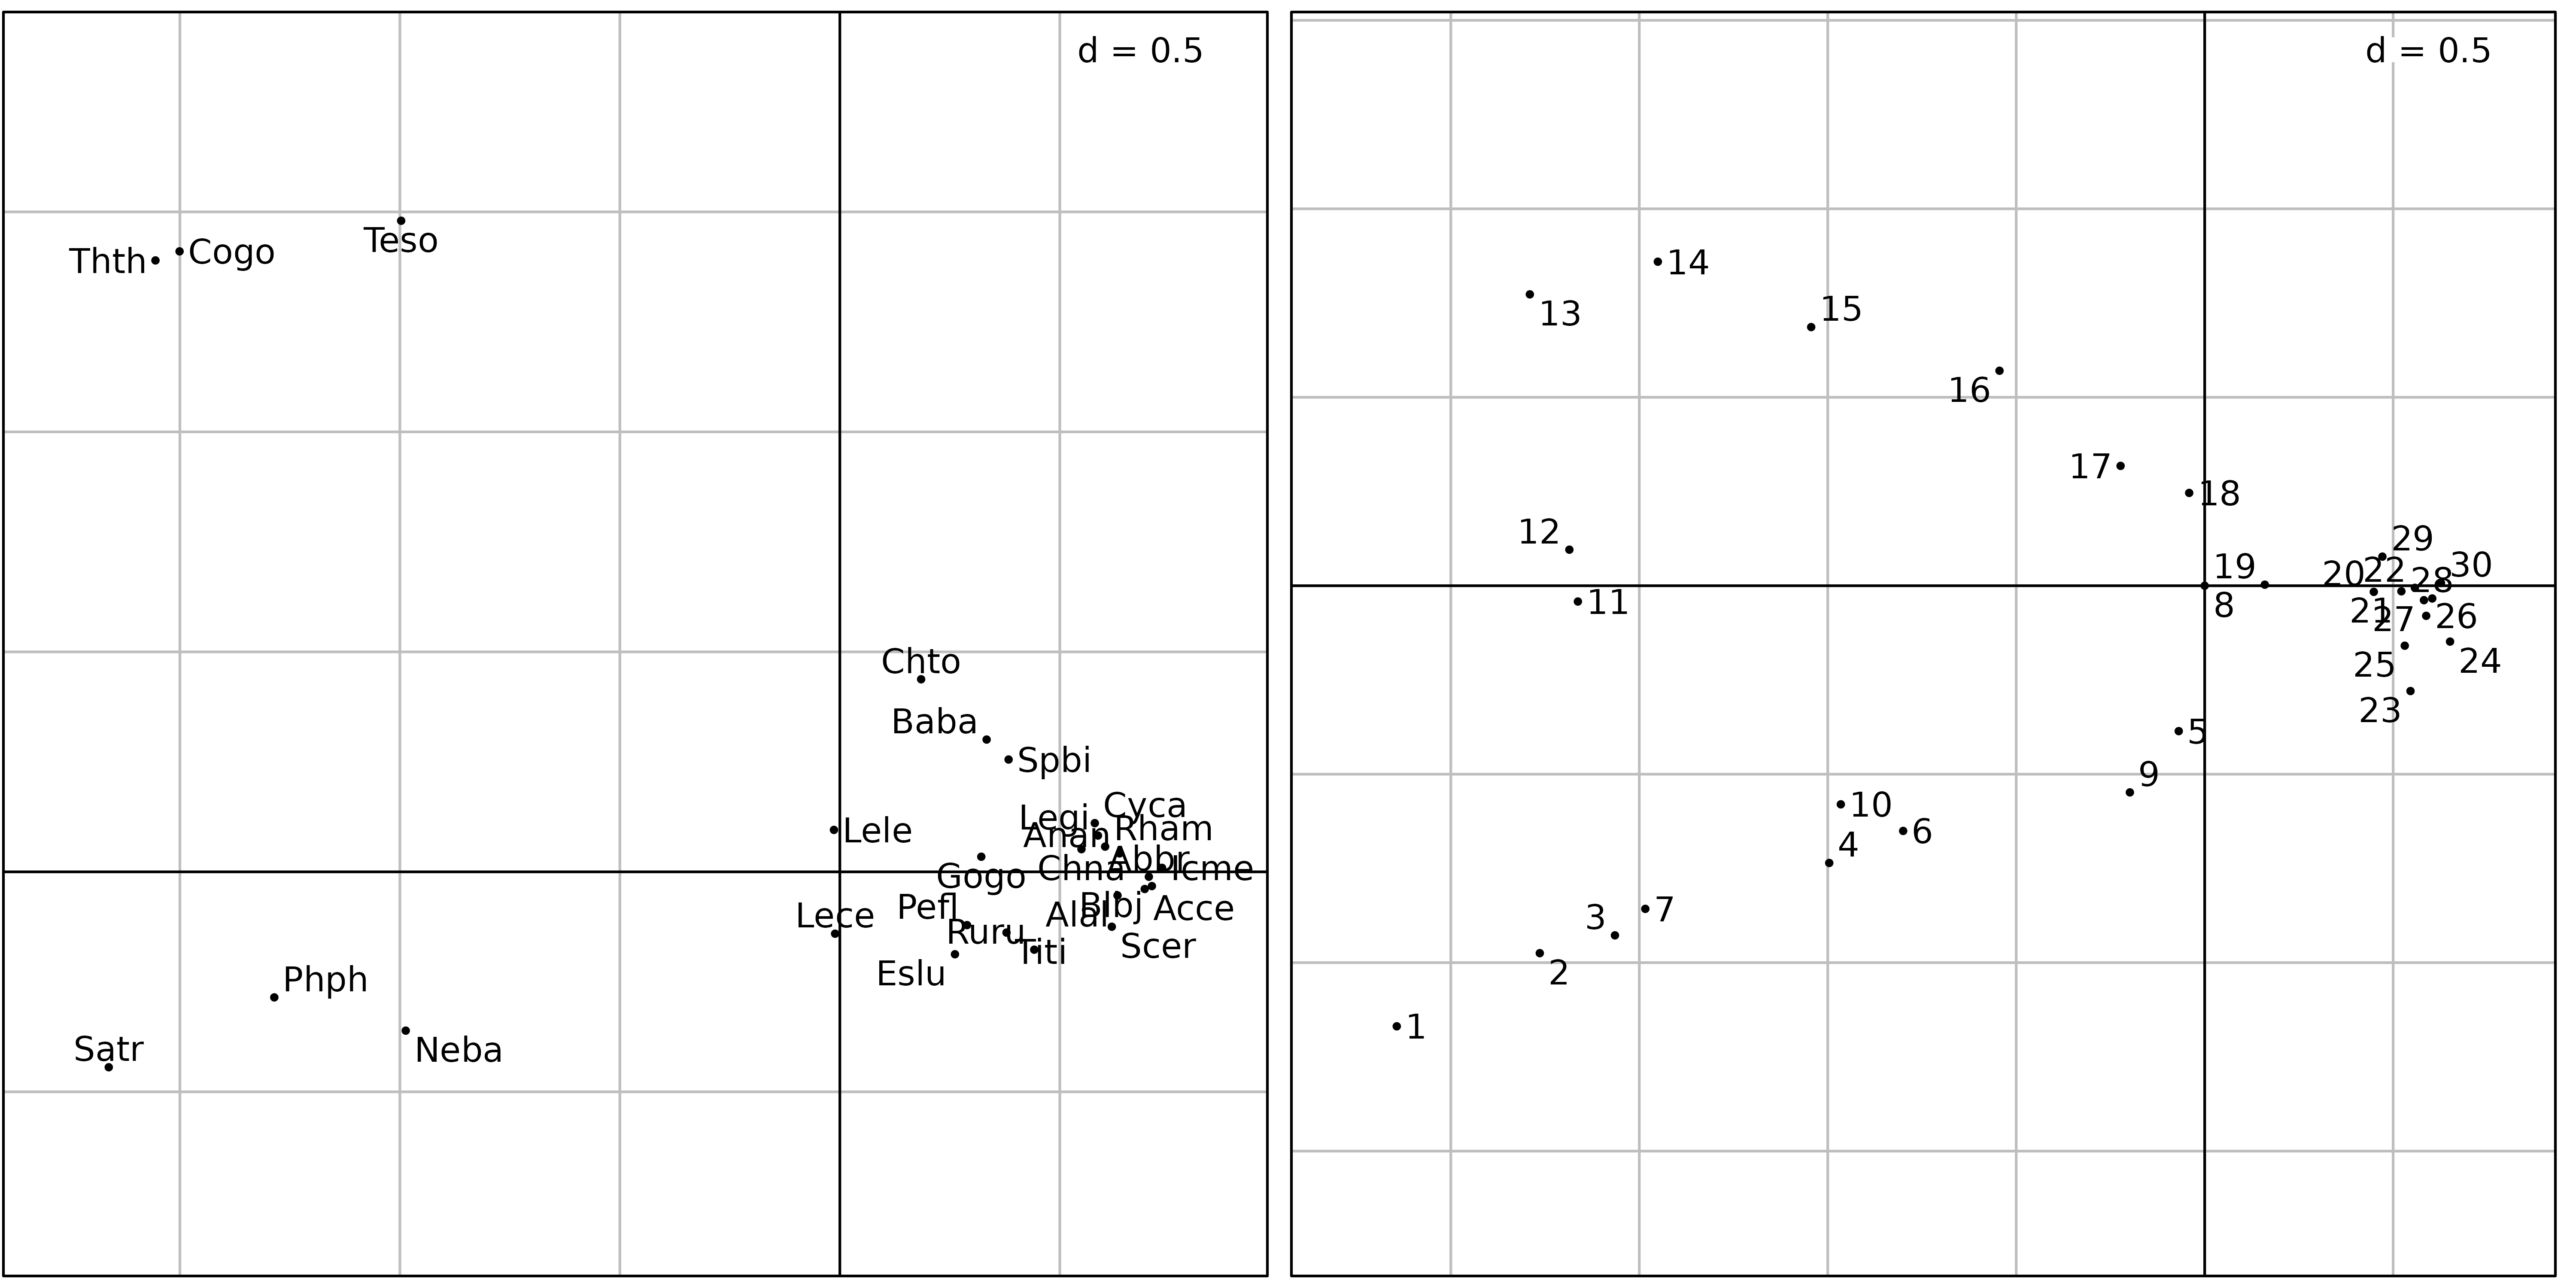 d = 0.5
Teso
Thth
Cogo
Chto
Baba
Spbi
Cyca
Legi
Rham
Anan
Lele
Abbr
Chna
Icme
Gogo
Pefl
Blbj
Acce
Alal
Lece
Ruru
Scer
Titi
Eslu
Phph
Satr
Neba
d = 0.5
14
13
15
16
17
18
12
29
19
20
22
30
28
11
8
21
27
26
25
24
23
5
9
10
6
4
3
7
2
1